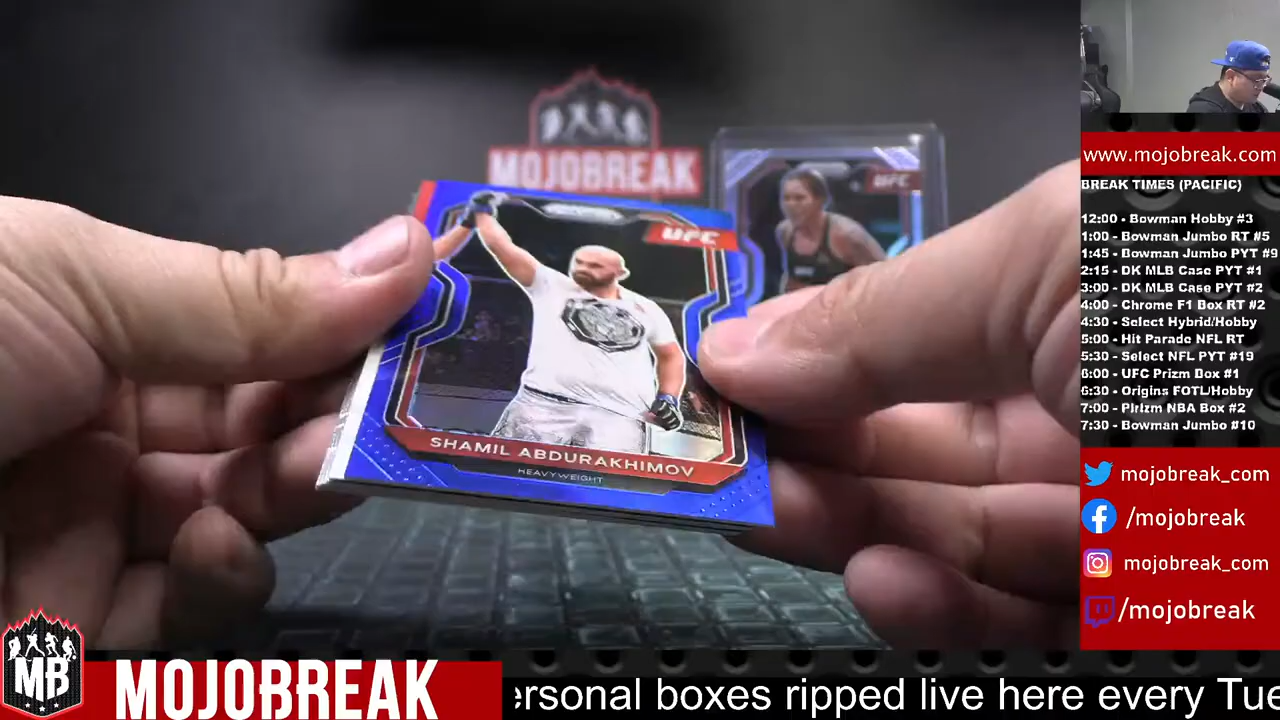 MOJOBREAK
UFC
UFC
SHAMIL ABDURAKHIMOV
HEAVYWEIGHT
www.mojobreak.com
BREAK TIMES (PACIFIC)
12:00 • Bowman Hobby #3
1:00 - Bowman Jumbo RT #5
1:45 - Bowman Jumbo PYT #9
2:15 - DK MLB Case PYT #1
3:00 - DK MLB Case PYT #2
4:00 - Chrome F1 Box RT #2
4:30 - Select Hybrid/Hobby
5:00 - Hit Parade NFL RT
5:30 - Select NFL PYT #19
6:00 - UFC Prizm Box #1
6:30 - Origins FOTL/Hobby
7:00 - Pirizm NBA Box #2
7:30 - Bowman Jumbo #10
mojobreak_com
/mojobreak
mojobreak_com
/mojobreak
MB
MOJOBREAK
ersonal boxes ripped live here every Tue